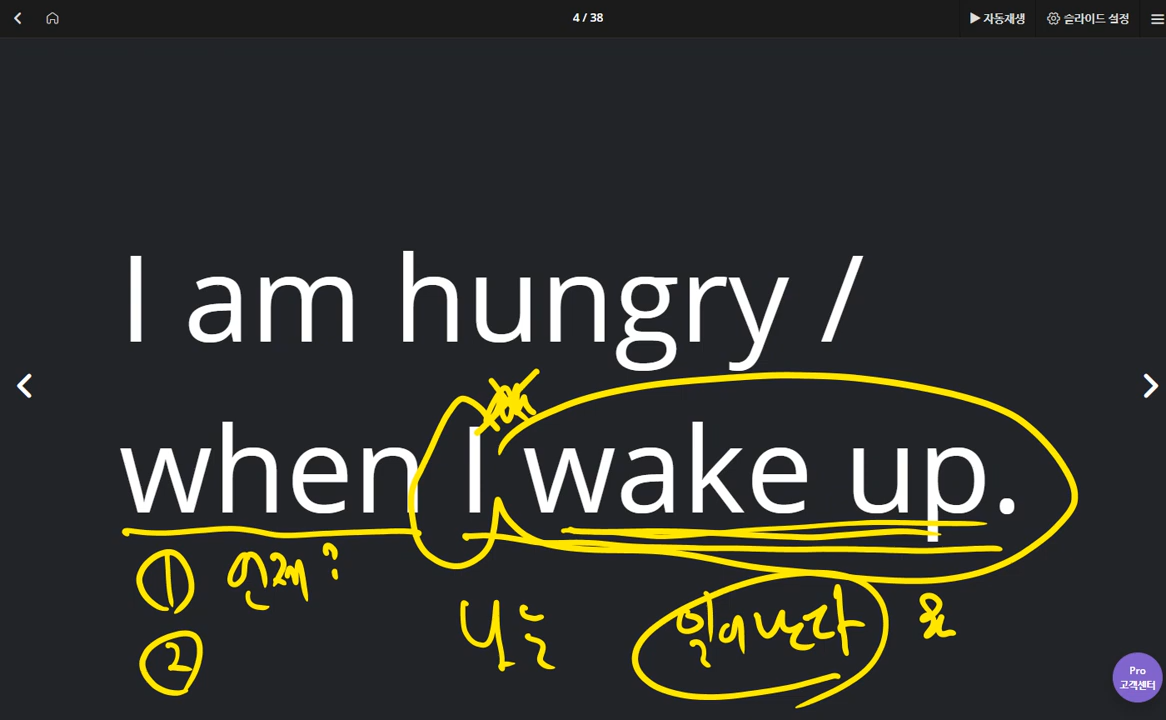 4 / 38
▶ 자동재생
슬라이드 설정
I am hungry /
when I wake up.
① 언제?
나는
일어난다
②
Pro
고객센터